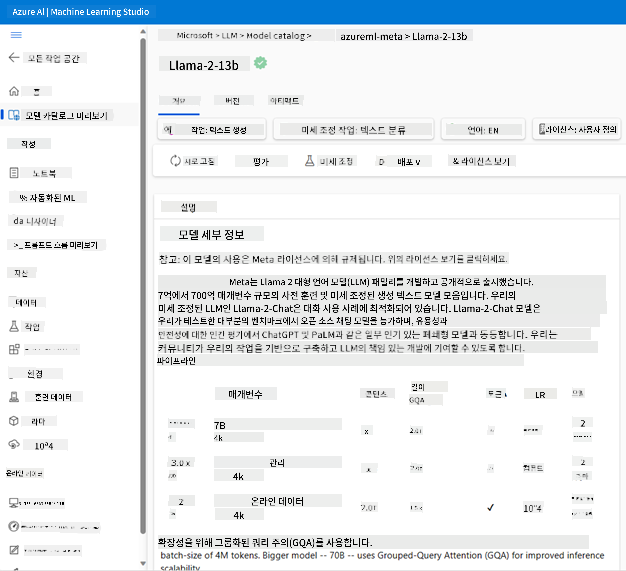 Azure Al | Machine Learning Studio
모든 작업 공간
홈
모델 카탈로그 미리보기
작성
노트북
% 자동화된 ML
da 디자이너
>_ 프롬프트 흐름 미리보기
자산
데이터
작업
환경
훈련 데이터
라마
10^4
온라인 데이터
Microsoft > LLM > Model catalog > azureml-meta > Llama-2-13b
Llama-2-13b
개요 버전 아티팩트
작업: 텍스트 생성 미세 조정 작업: 텍스트 분류 언어: EN 라이선스: 사용자 정의
새로 고침 평가 미세 조정 D 배포 v & 라이선스 보기
설명
모델 세부 정보
참고: 이 모델의 사용은 Meta 라이선스에 의해 규제됩니다. 위의 라이선스 보기를 클릭하세요.
Meta는 Llama 2 대형 언어 모델(LLM) 패밀리를 개발하고 공개적으로 출시했습니다.
7억에서 700억 매개변수 규모의 사전 훈련 및 미세 조정된 생성 텍스트 모델 모음입니다. 우리의
미세 조정된 LLM인 Llama-2-Chat은 대화 사용 사례에 최적화되어 있습니다. Llama-2-Chat 모델은
우리가 테스트한 대부분의 벤치마크에서 오픈 소스 채팅 모델을 능가하며, 유용성과
안전성에 대한 인간 평가에서 ChatGPT 및 PaLM과 같은 일부 인기 있는 폐쇄형 모델과 동등합니다. 우리는
커뮤니티가 우리의 작업을 기반으로 구축하고 LLM의 책임 있는 개발에 기여할 수 있도록 합니다.
파이프라인
매개변수 콘텐츠 길이 GQA 토큰 LR
7B x 2.0t 2
4k
3.0 x 관리 x 컴퓨트 2
4k
2 온라인 데이터 2.0t ✓ 10^4
4k
확장성을 위해 그룹화된 쿼리 주의(GQA)를 사용합니다.
batch-size of 4M tokens. Bigger model -- 70B -- uses Grouped-Query Attention (GQA) for improved inference
scalability.